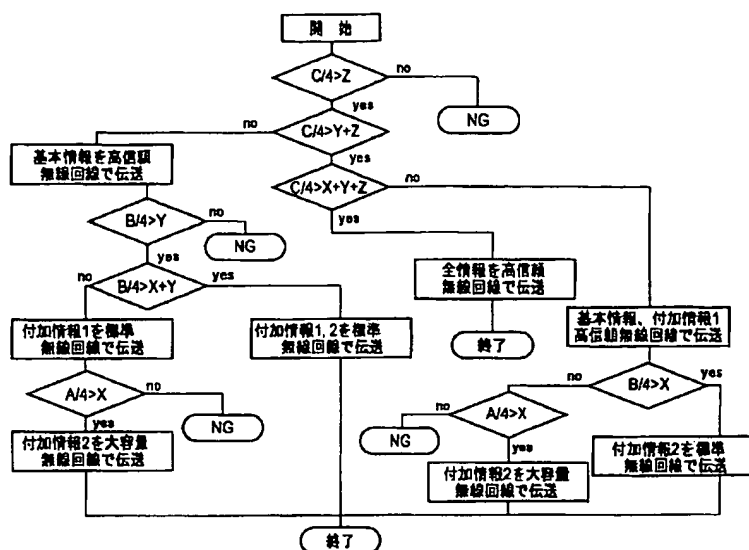 開 始
C/4>Z
no
NG
yes
C/4>Y+Z
no
yes
基本情報を高信頼
無線回線で伝送
C/4>X+Y+Z
no
yes
B/4>Y
no
NG
yes
全情報を高信頼
無線回線で伝送
B/4>X+Y
no
yes
付加情報1を標準
無線回線で伝送
付加情報1, 2を標準
無線回線で伝送
終了
基本情報、付加情報1
高信頼無線回線で伝送
A/4>X
no
NG
yes
B/4>X
no
yes
A/4>X
no
NG
yes
付加情報2を大容量
無線回線で伝送
付加情報2を大容量
無線回線で伝送
付加情報2を標準
無線回線で伝送
終了